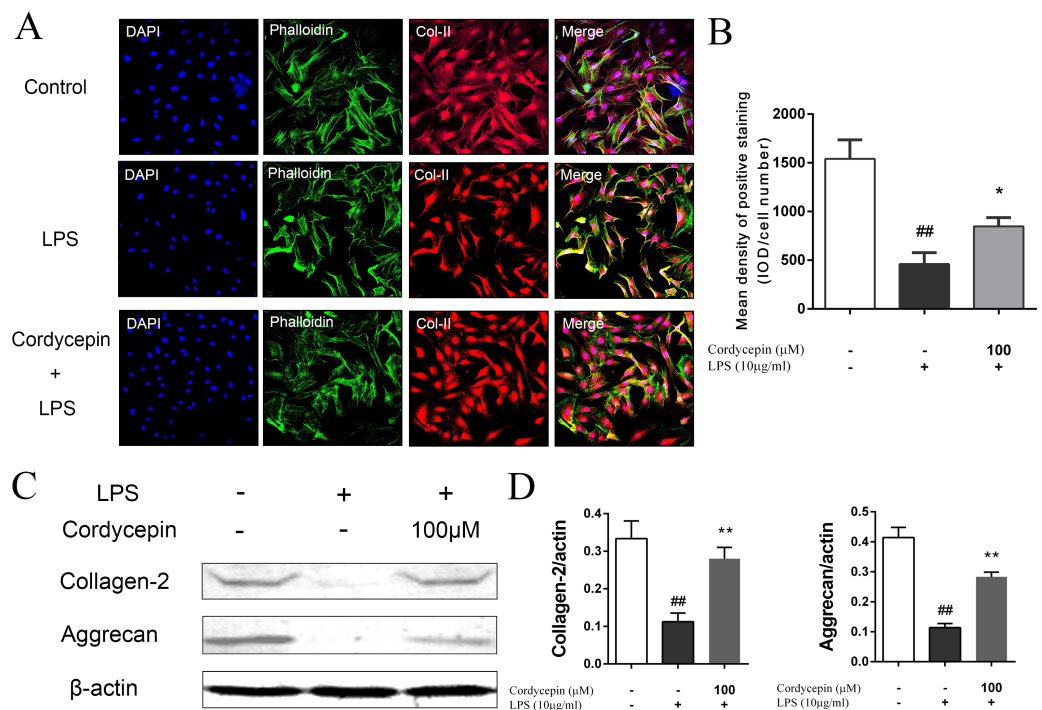 A
DAPI
Phalloidin
Col-II
Merge
Control
DAPI
Phalloidin
Col-II
Merge
LPS
DAPI
Phalloidin
Col-II
Merge
Cordycepin
+
LPS
B
Mean density of positive staining
(IOD/cell number)
2000
1500
1000
500
0
##
*
Cordycepin (μM) - - 100
LPS (10μg/ml) - + +
C
LPS - + +
Cordycepin - - 100μM
Collagen-2
Aggrecan
β-actin
D
Collagen-2/actin
0.4
0.3
0.2
0.1
0.0
##
**
Cordycepin (μM) - - 100
LPS (10μg/ml) - + +
Aggrecan/actin
0.5
0.4
0.3
0.2
0.1
0.0
##
**
Cordycepin (μM) - - 100
LPS (10μg/ml) - + +